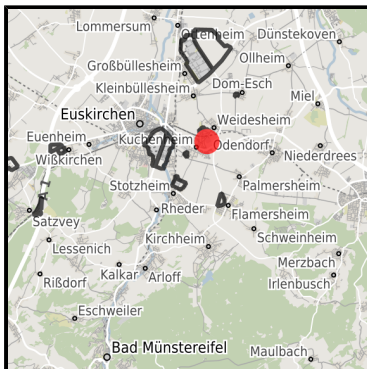 Lommersum
Ottenheim
Dünstekoven
Großbüllesheim
Ollheim
Kleinbüllesheim
Dom-Esch
Miel
Euskirchen
Weidesheim
Euenheim
Kuchenheim
Odendorf
Wißkirchen
Niederdrees
Stotzheim
Palmersheim
Satzvey
Rheder
Flamersheim
Lessenich
Kirchheim
Schweinheim
Merzbach
Rißdorf
Kalkar
Arloff
Irlenbusch
Eschweiler
Bad Münstereifel
Maulbach